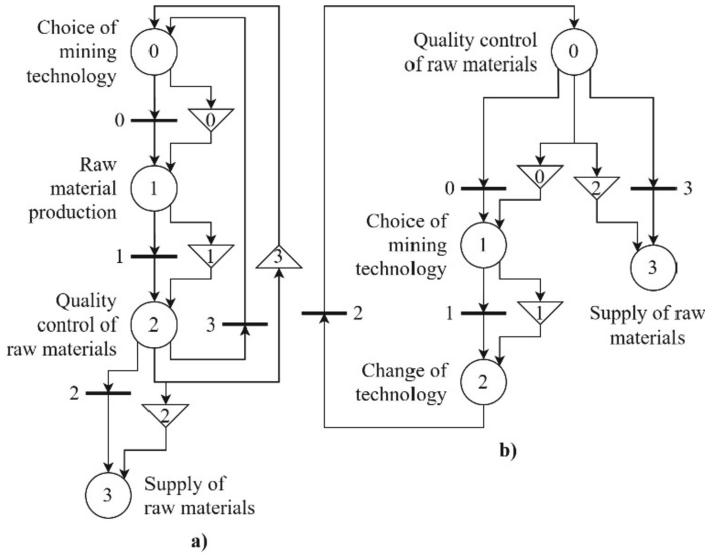 Choice of
mining
technology
0
0
0
Raw
material
production
1
1
1
3
Quality
control of
raw materials
2
3
2
2
3
Supply of
raw materials
a)
Quality control
of raw materials
0
0
0
2
3
Choice of
mining
technology
1
3
Supply of raw
materials
2
1
1
Change of
technology
2
b)